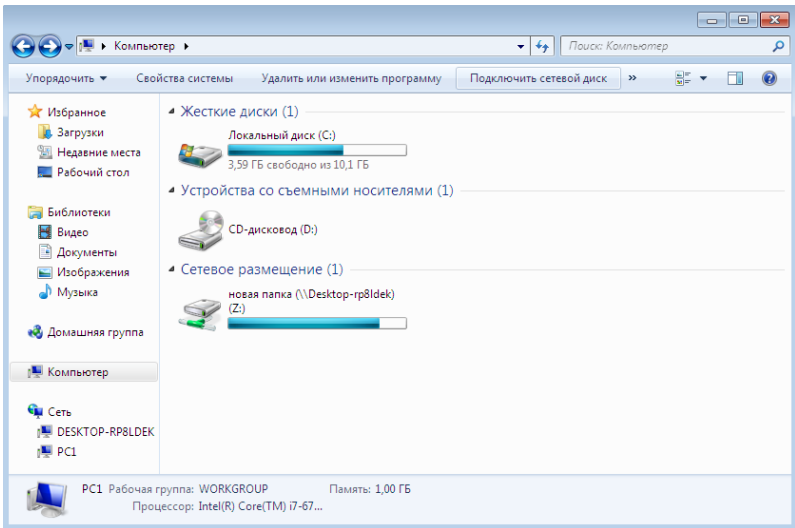 Компьютер
Поиск: Компьютер
Упорядочить Свойства системы Удалить или изменить программу Подключить сетевой диск »
Избранное
Загрузки
Недавние места
Рабочий стол
Библиотеки
Видео
Документы
Изображения
Музыка
Домашняя группа
Компьютер
Сеть
DESKTOP-RP8LDEK
PC1
Жесткие диски (1)
Локальный диск (C:)
3,59 ГБ свободно из 10,1 ГБ
Устройства со съемными носителями (1)
CD-дисковод (D:)
Сетевое размещение (1)
новая папка (\\Desktop-rp8ldek)
(Z:)
PC1 Рабочая группа: WORKGROUP Память: 1,00 ГБ
Процессор: Intel(R) Core(TM) i7-67...